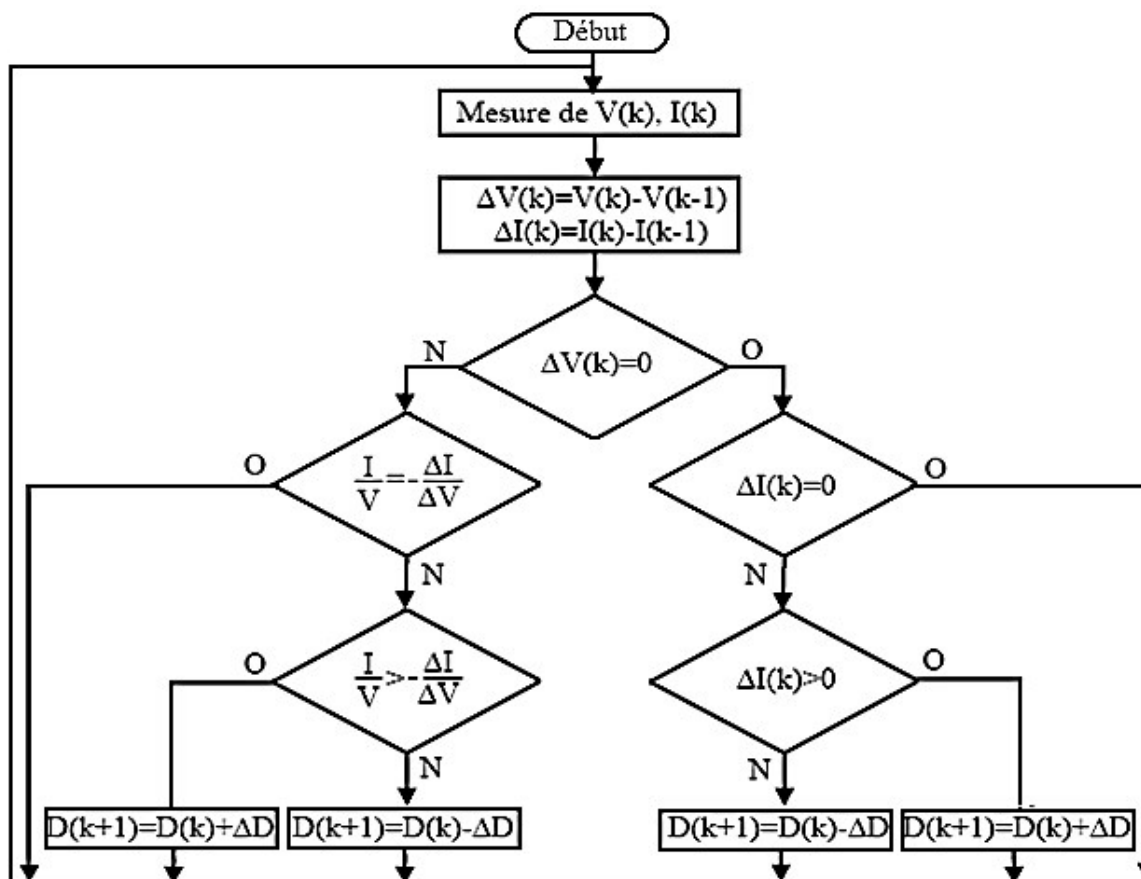 Début
Mesure de V(k), I(k)
ΔV(k)=V(k)-V(k-1)
ΔI(k)=I(k)-I(k-1)
N
ΔV(k)=0
O
O
I/V=-ΔI/ΔV
ΔI(k)=0
O
N
N
O
I/V>-ΔI/ΔV
ΔI(k)>0
O
N
N
D(k+1)=D(k)+ΔD
D(k+1)=D(k)-ΔD
D(k+1)=D(k)-ΔD
D(k+1)=D(k)+ΔD